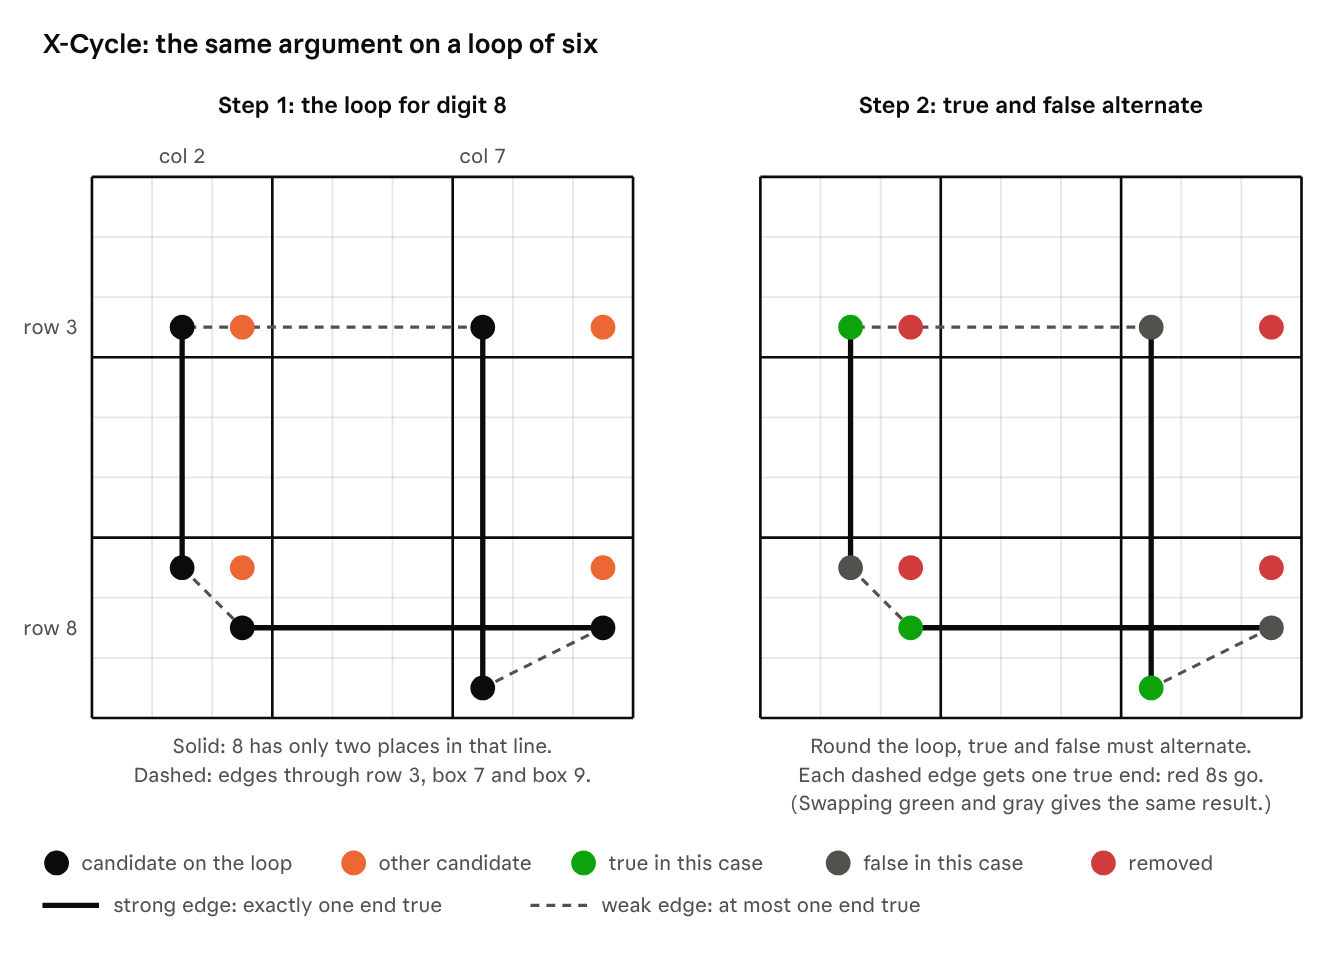 X-Cycle: the same argument on a loop of six
Step 1: the loop for digit 8
Step 2: true and false alternate
col 2
col 7
row 3
row 8
Solid: 8 has only two places in that line.
Dashed: edges through row 3, box 7 and box 9.
Round the loop, true and false must alternate.
Each dashed edge gets one true end: red 8s go.
(Swapping green and gray gives the same result.)
candidate on the loop
other candidate
true in this case
false in this case
removed
strong edge: exactly one end true
weak edge: at most one end true